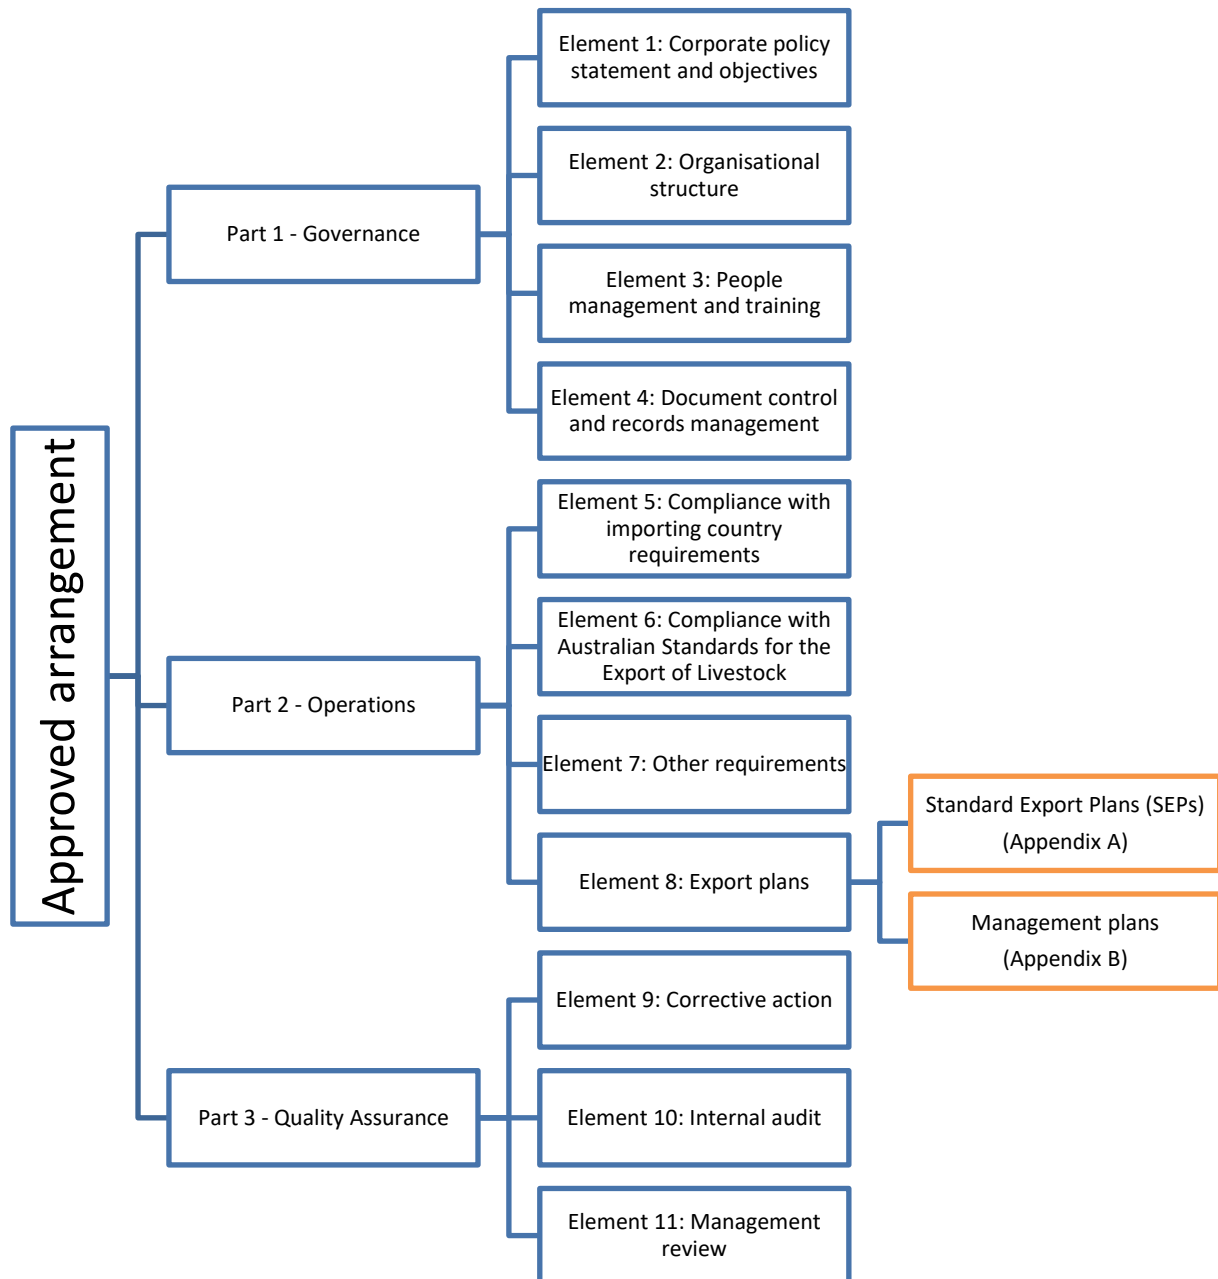 Approved arrangement
Part 1 - Governance
Element 1: Corporate policy
statement and objectives
Element 2: Organisational
structure
Element 3: People
management and training
Element 4: Document control
and records management
Part 2 - Operations
Element 5: Compliance with
importing country
requirements
Element 6: Compliance with
Australian Standards for the
Export of Livestock
Element 7: Other requirements
Element 8: Export plans
Standard Export Plans (SEPs)
(Appendix A)
Management plans
(Appendix B)
Part 3 - Quality Assurance
Element 9: Corrective action
Element 10: Internal audit
Element 11: Management
review